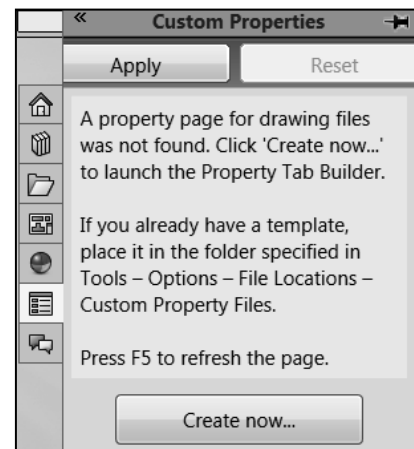 « Custom Properties
Apply Reset
A property page for drawing files
was not found. Click 'Create now...'
to launch the Property Tab Builder.
If you already have a template,
place it in the folder specified in
Tools – Options – File Locations –
Custom Property Files.
Press F5 to refresh the page.
Create now...